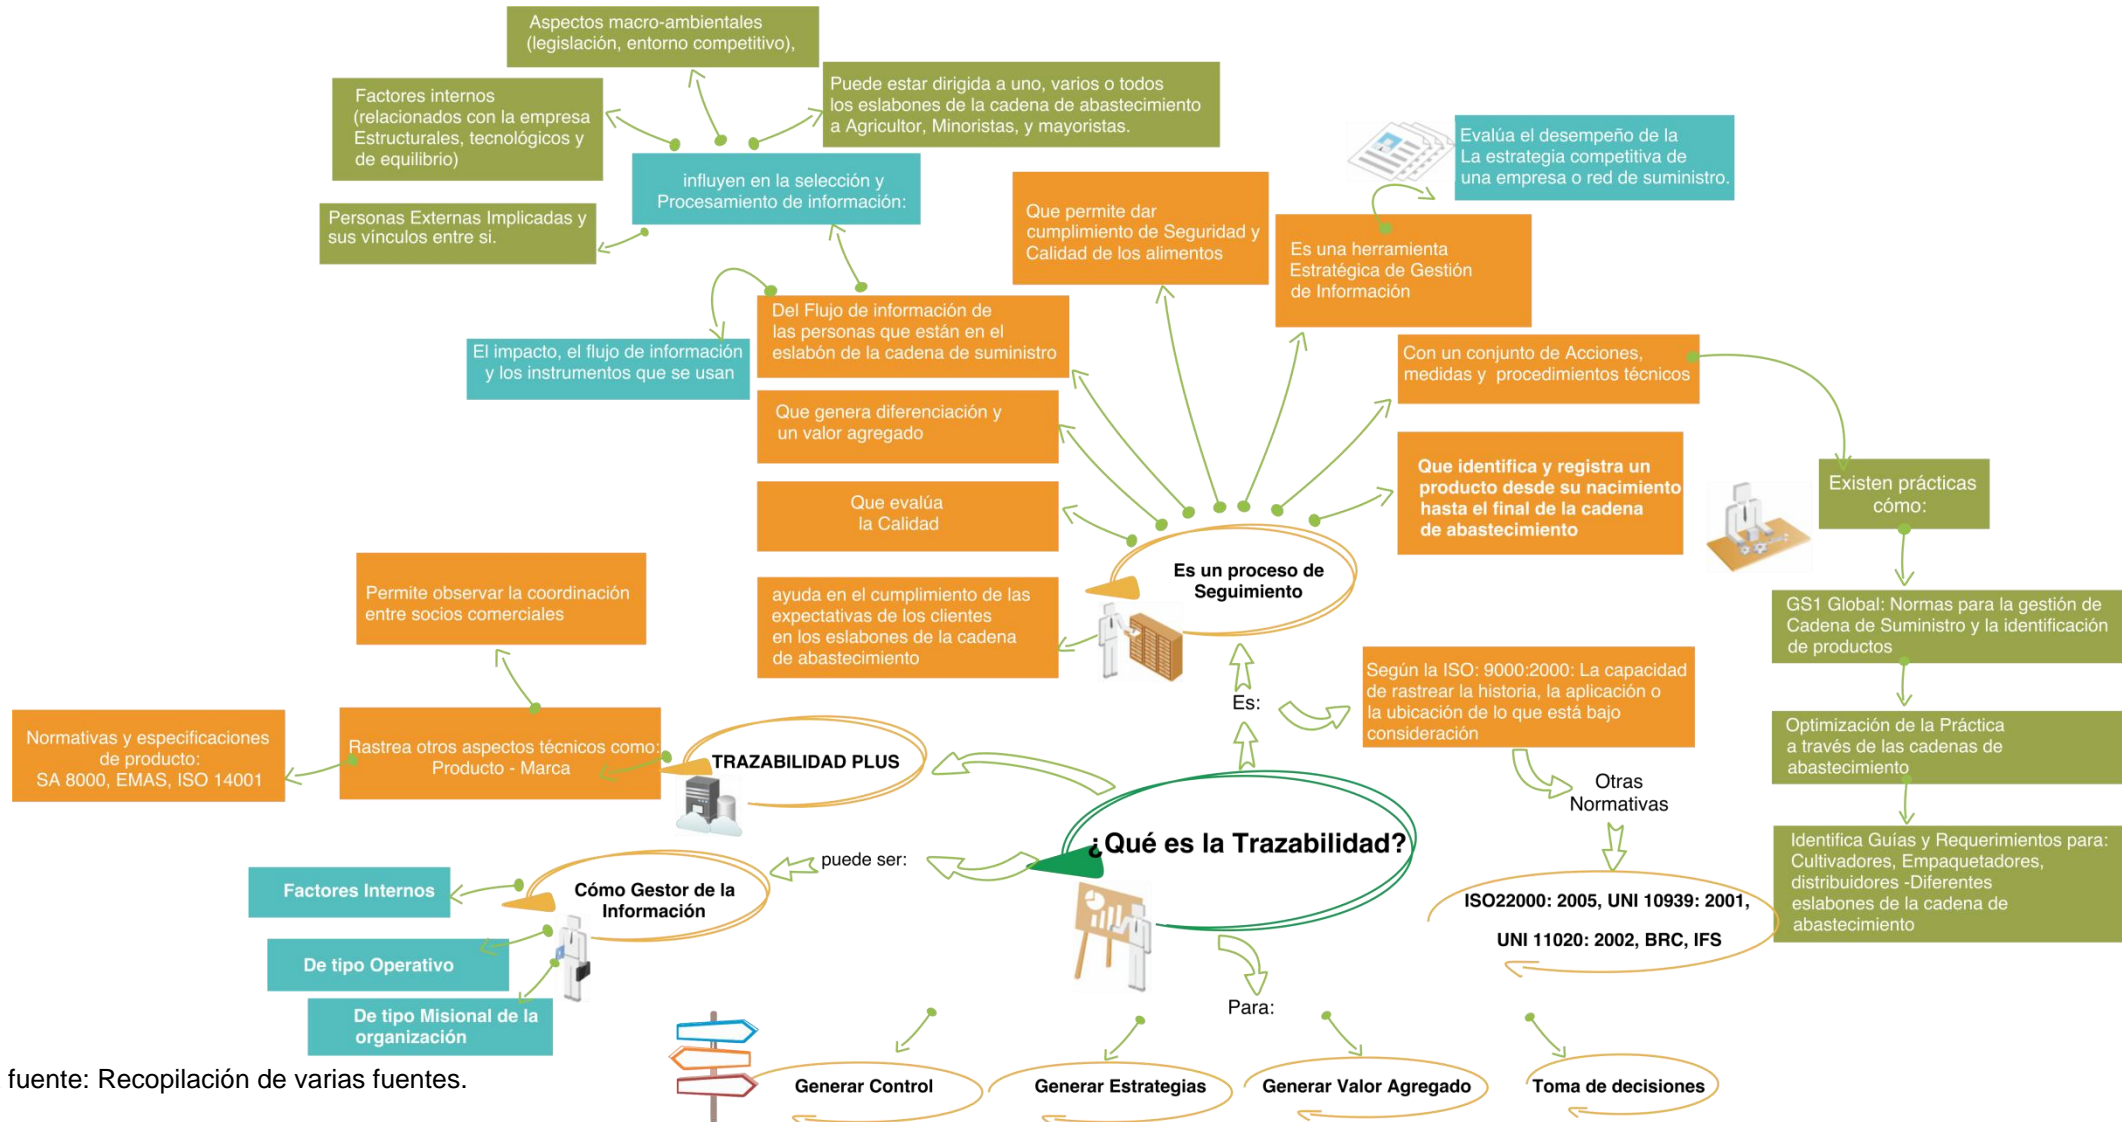 Aspectos macro-ambientales
(legislación, entorno competitivo),
Factores internos
(relacionados con la empresa
Estructurales, tecnológicos y
de equilibrio)
Puede estar dirigida a uno, varios o todos
los eslabones de la cadena de abastecimiento
a Agricultor, Minoristas, y mayoristas.
influyen en la selección y
Procesamiento de información:
Personas Externas Implicadas y
sus vínculos entre si.
Que permite dar
cumplimiento de Seguridad y
Calidad de los alimentos
Evalúa el desempeño de la
La estrategia competitiva de
una empresa o red de suministro.
Es una herramienta
Estratégica de Gestión
de Información
Del Flujo de información de
las personas que están en el
eslabón de la cadena de suministro
El impacto, el flujo de información
y los instrumentos que se usan
Con un conjunto de Acciones,
medidas y procedimientos técnicos
Que genera diferenciación y
un valor agregado
Que identifica y registra un
producto desde su nacimiento
hasta el final de la cadena
de abastecimiento
Existen prácticas
cómo:
Que evalúa
la Calidad
Es un proceso de
Seguimiento
ayuda en el cumplimiento de las
expectativas de los clientes
en los eslabones de la cadena
de abastecimiento
Permite observar la coordinación
entre socios comerciales
GS1 Global: Normas para la gestión de
Cadena de Suministro y la identificación
de productos
Es:
Según la ISO: 9000:2000: La capacidad
de rastrear la historia, la aplicación o
la ubicación de lo que está bajo
consideración
Normativas y especificaciones
de producto:
SA 8000, EMAS, ISO 14001
Rastrea otros aspectos técnicos como:
Producto - Marca
TRAZABILIDAD PLUS
Optimización de la Práctica
a través de las cadenas de
abastecimiento
Otras
Normativas
¿Qué es la Trazabilidad?
puede ser:
Cómo Gestor de la
Información
Factores Internos
De tipo Operativo
De tipo Misional de la
organización
Identifica Guías y Requerimientos para:
Cultivadores, Empaquetadores,
distribuidores -Diferentes
eslabones de la cadena de
abastecimiento
ISO22000: 2005, UNI 10939: 2001,
UNI 11020: 2002, BRC, IFS
Para:
Generar Control
Generar Estrategias
Generar Valor Agregado
Toma de decisiones
fuente: Recopilación de varias fuentes.